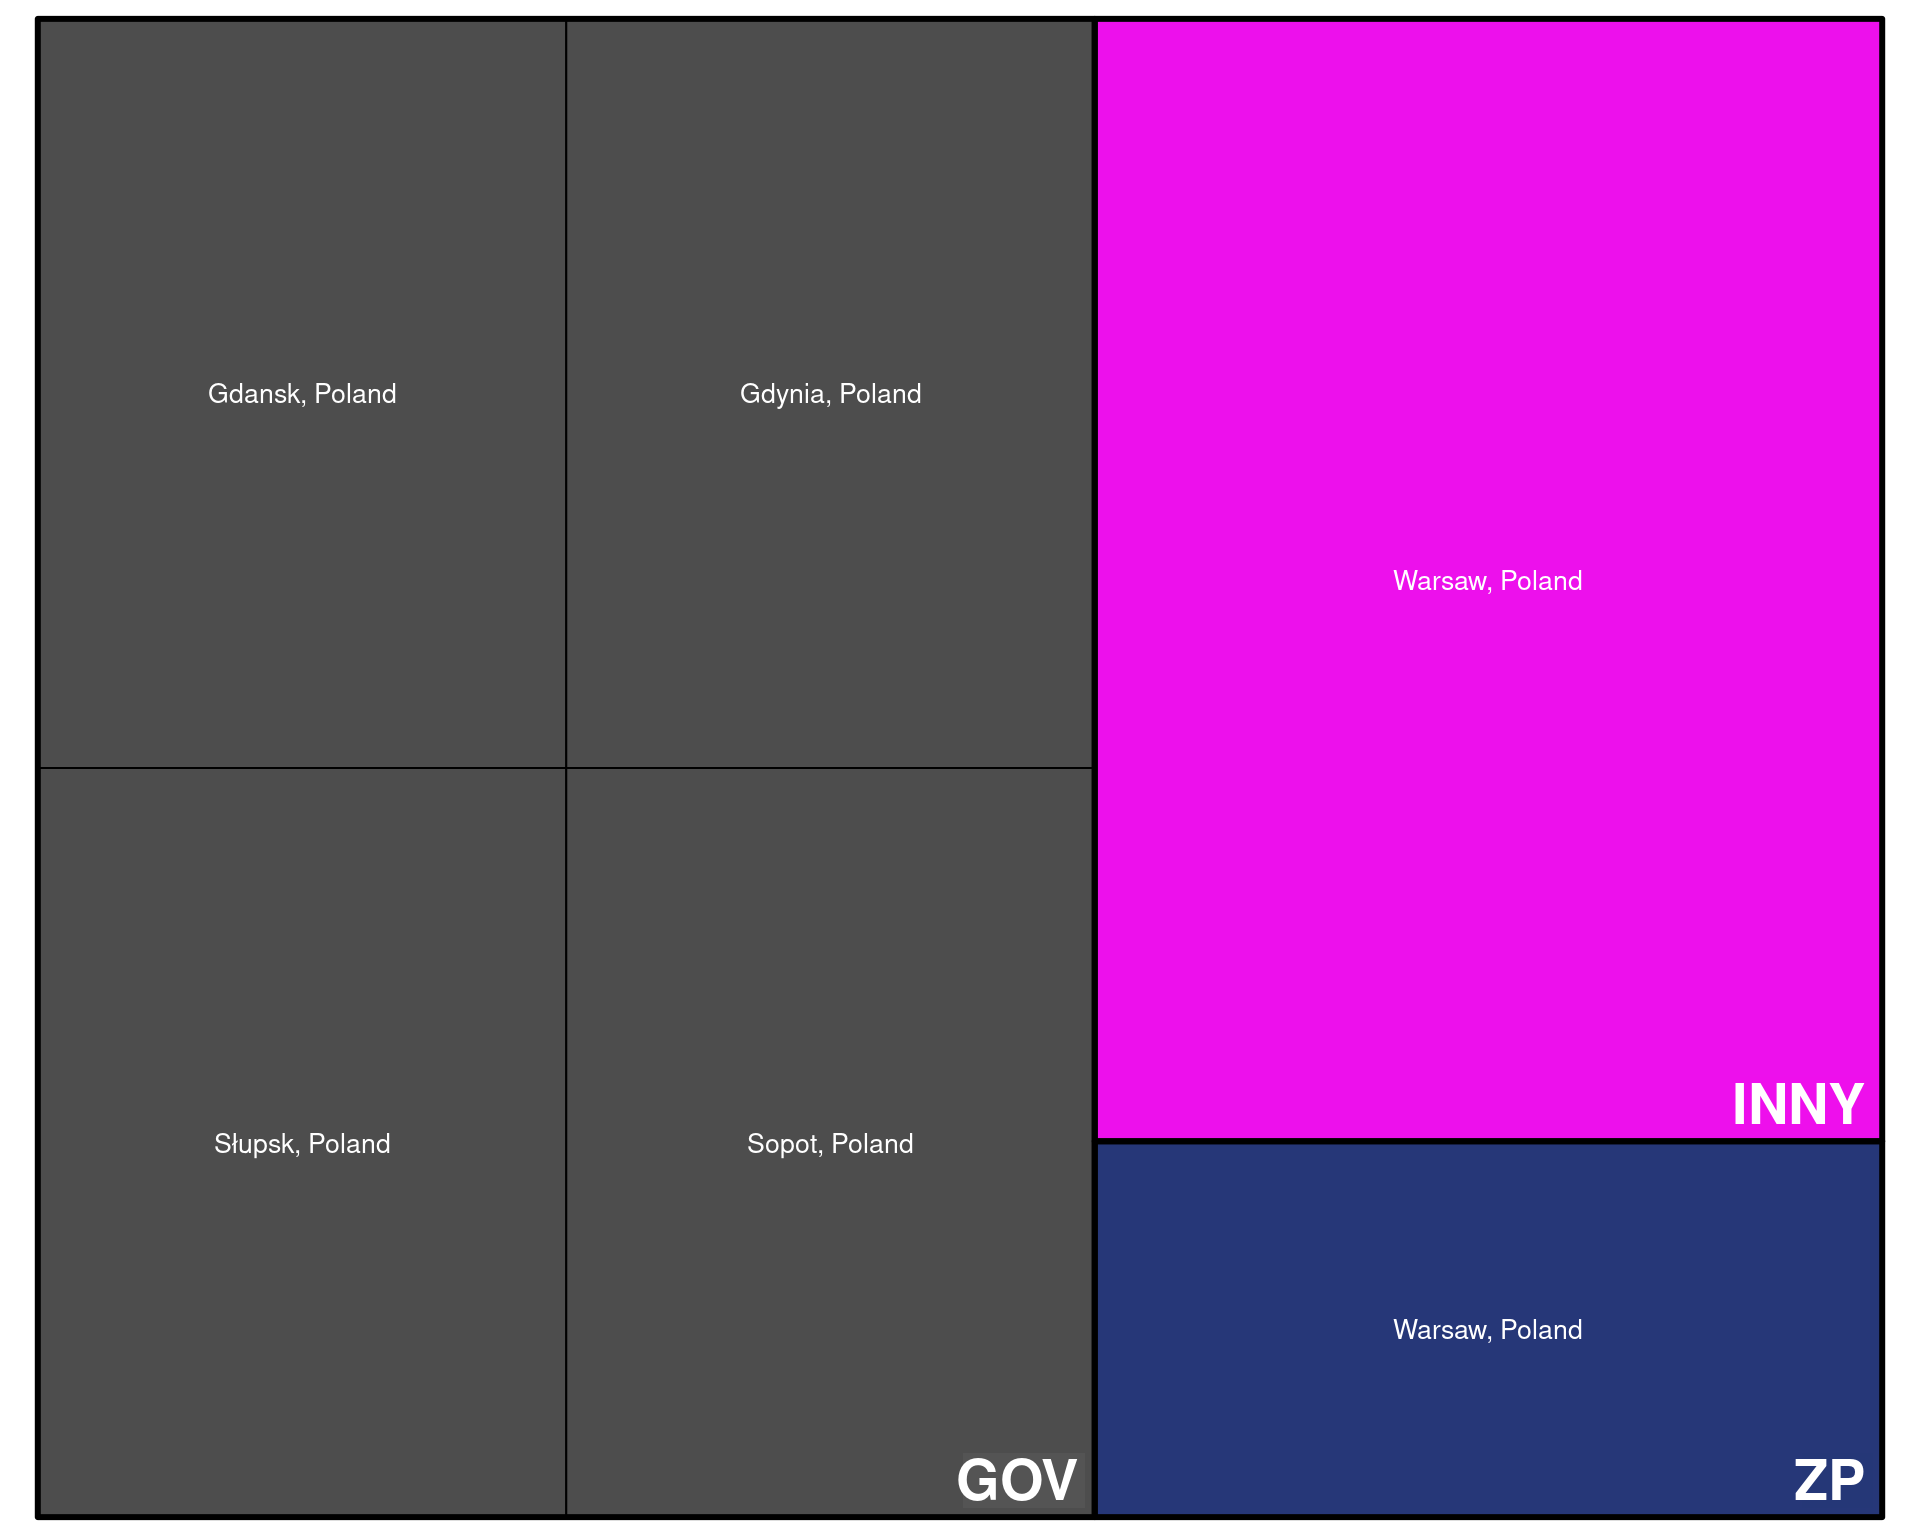 Gdansk, Poland
Gdynia, Poland
Warsaw, Poland
INNY
Słupsk, Poland
Sopot, Poland
GOV
Warsaw, Poland
ZP